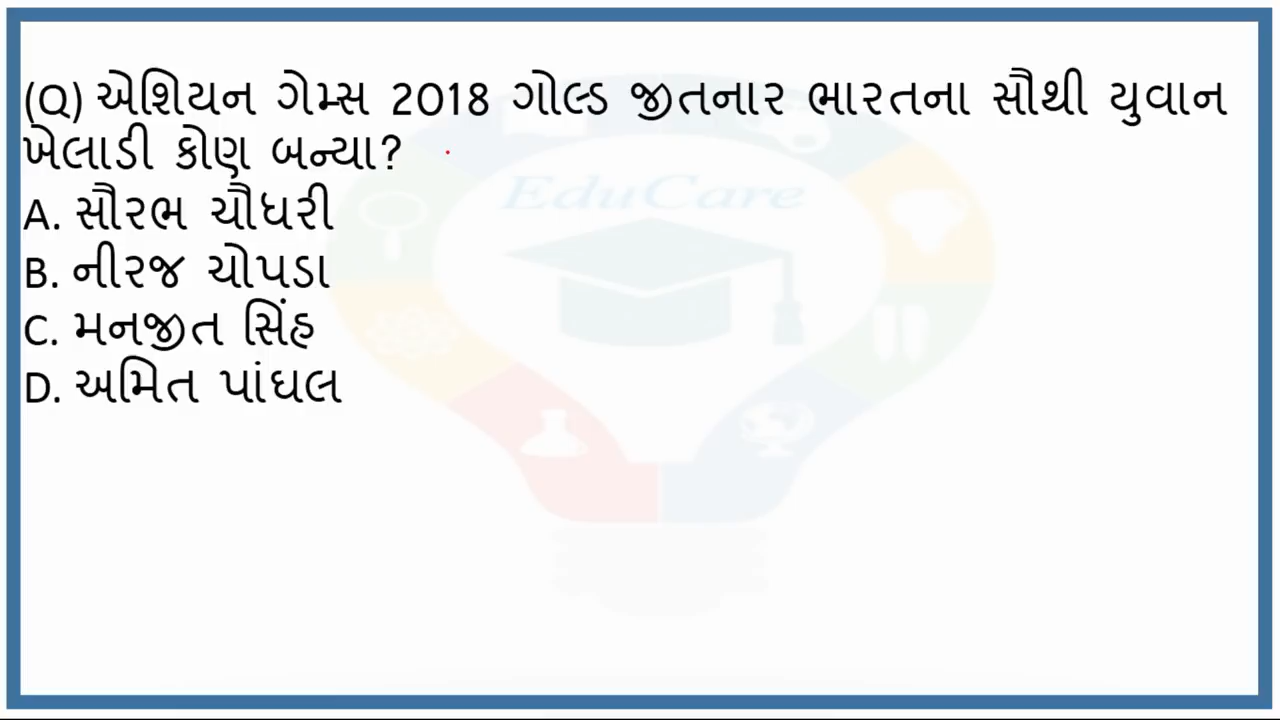 (Q) એશિયન ગેમ્સ 2018 ગોલ્ડ જીતનાર ભારતના સૌથી યુવાન
ખેલાડી કોણ બન્યા?
EduCare
A. સૌરભ ચૌધરી
B. નીરજ ચોપડા
C. મનજીત સિંહ
D. અમિત પાંઘલ